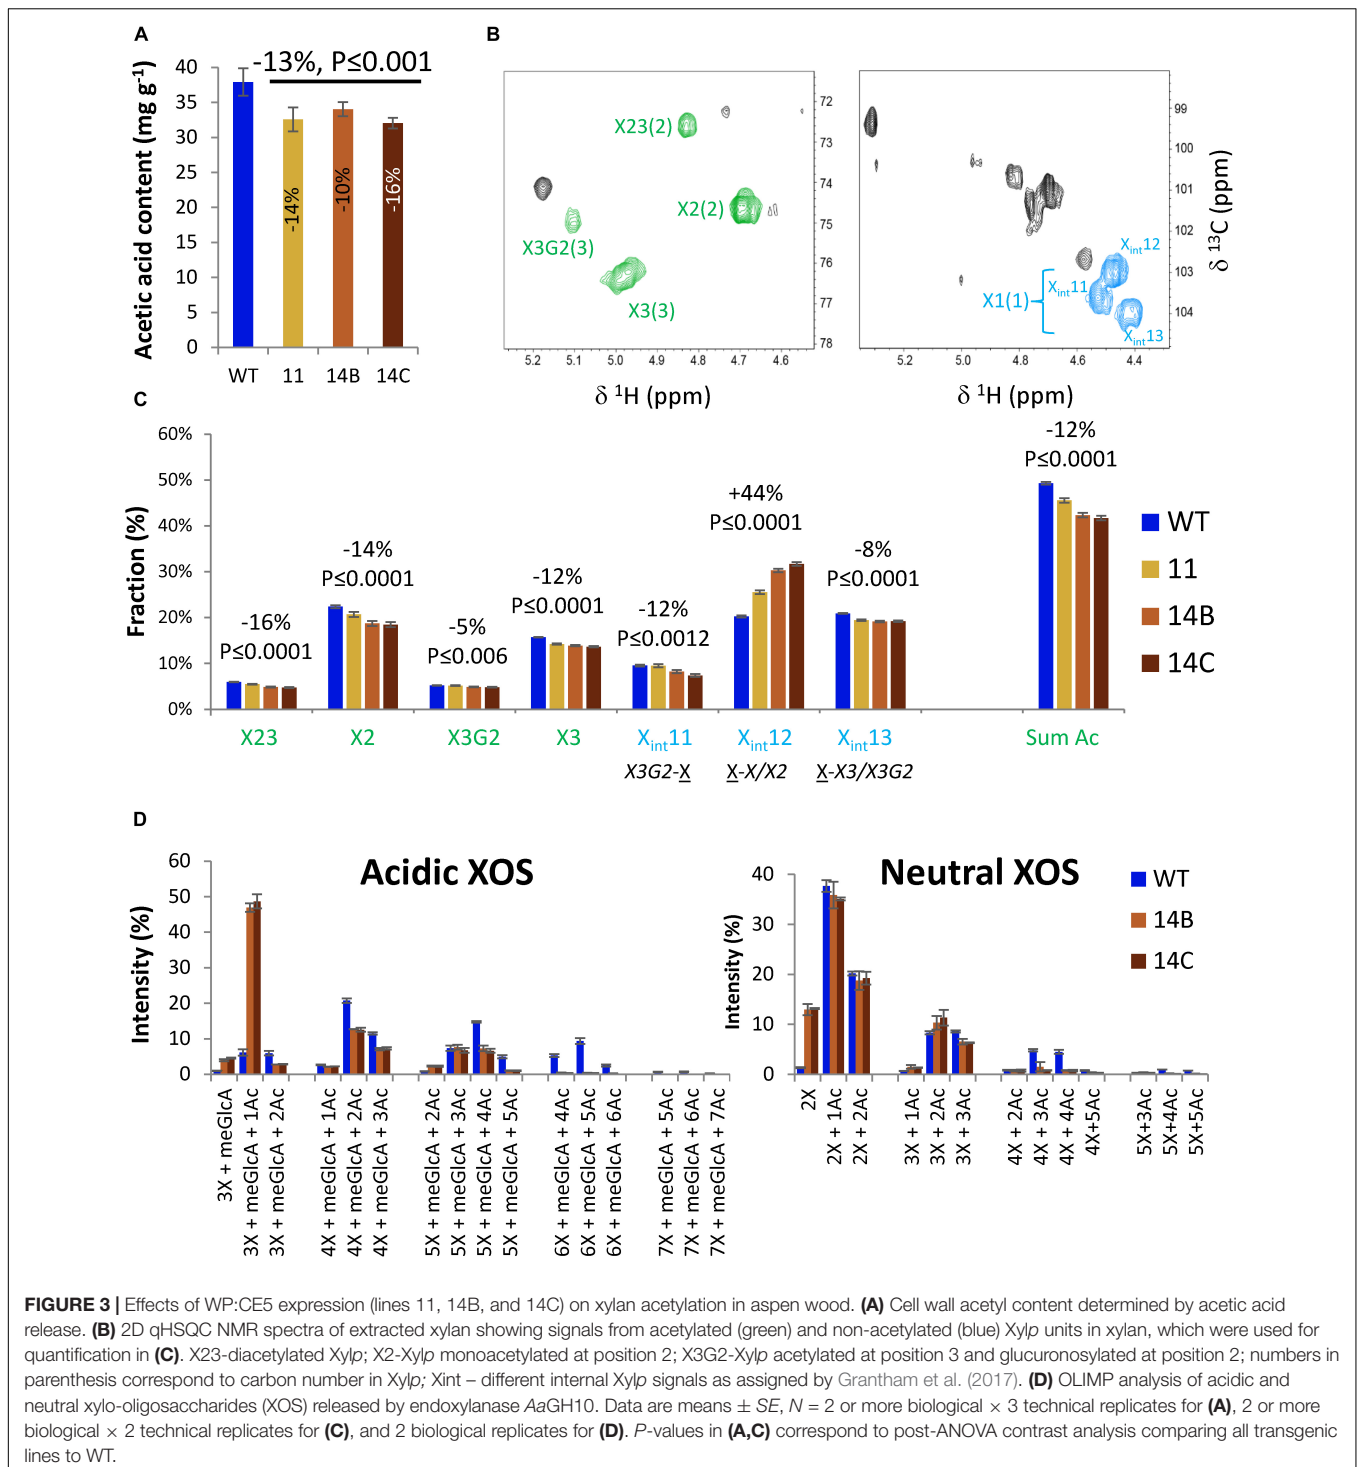 A
-13%, P≤0.001
Acetic acid content (mg g-1)
40
35
30
25
20
15
10
5
0
-14%
-10%
-16%
WT 11 14B 14C
B
X23(2)
X2(2)
X3G2(3)
X3(3)
72
73
74
75
76
77
78
5.2 5.1 5.0 4.9 4.8 4.7 4.6
δ 1H (ppm)
Xint12
X1(1)
Xint11
Xint13
99
100
101
102
103
104
δ 13C (ppm)
5.2 5.0 4.8 4.6 4.4
δ 1H (ppm)
C
Fraction (%)
60%
50%
40%
30%
20%
10%
0%
-16%
P≤0.0001
-14%
P≤0.0001
-5%
P≤0.006
-12%
P≤0.0001
-12%
P≤0.0012
+44%
P≤0.0001
-8%
P≤0.0001
-12%
P≤0.0001
WT
11
14B
14C
X23 X2 X3G2 X3 Xint11 Xint12 Xint13 Sum Ac
X3G2-X X-X/X2 X-X3/X3G2
D
Acidic XOS
Intensity (%)
60
50
40
30
20
10
0
3X + meGlcA
3X + meGlcA + 1Ac
3X + meGlcA + 2Ac
4X + meGlcA + 1Ac
4X + meGlcA + 2Ac
4X + meGlcA + 3Ac
5X + meGlcA + 2Ac
5X + meGlcA + 3Ac
5X + meGlcA + 4Ac
5X + meGlcA + 5Ac
6X + meGlcA + 4Ac
6X + meGlcA + 5Ac
6X + meGlcA + 6Ac
7X + meGlcA + 5Ac
7X + meGlcA + 6Ac
7X + meGlcA + 7Ac
Neutral XOS
Intensity (%)
40
30
20
10
0
WT
14B
14C
2X
2X + 1Ac
2X + 2Ac
3X + 1Ac
3X + 2Ac
3X + 3Ac
4X + 2Ac
4X + 3Ac
4X + 4Ac
4X+5Ac
5X+3Ac
5X+4Ac
5X+5Ac
FIGURE 3 | Effects of WP:CE5 expression (lines 11, 14B, and 14C) on xylan acetylation in aspen wood. (A) Cell wall acetyl content determined by acetic acid
release. (B) 2D qHSQC NMR spectra of extracted xylan showing signals from acetylated (green) and non-acetylated (blue) Xylp units in xylan, which were used for
quantification in (C). X23-diacetylated Xylp; X2-Xylp monoacetylated at position 2; X3G2-Xylp acetylated at position 3 and glucuronosylated at position 2; numbers in
parenthesis correspond to carbon number in Xylp; Xint – different internal Xylp signals as assigned by Grantham et al. (2017). (D) OLIMP analysis of acidic and
neutral xylo-oligosaccharides (XOS) released by endoxylanase AaGH10. Data are means ± SE, N = 2 or more biological × 3 technical replicates for (A), 2 or more
biological × 2 technical replicates for (C), and 2 biological replicates for (D). P-values in (A,C) correspond to post-ANOVA contrast analysis comparing all transgenic
lines to WT.